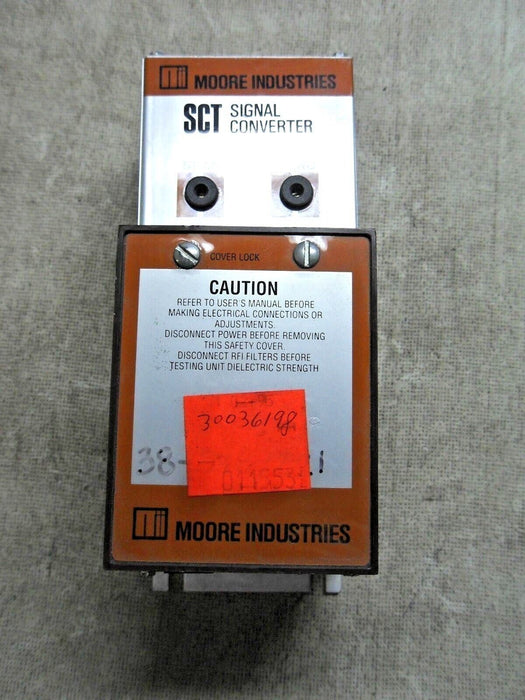 MOORE INDUSTRIES
SCT SIGNAL
CONVERTER
COVER LOCK
CAUTION
REFER TO USER'S MANUAL BEFORE
MAKING ELECTRICAL CONNECTIONS OR
ADJUSTMENTS.
DISCONNECT POWER BEFORE REMOVING
THIS SAFETY COVER.
DISCONNECT RFI FILTERS BEFORE
TESTING UNIT DIELECTRIC STRENGTH
30036198
38-
MOORE INDUSTRIES